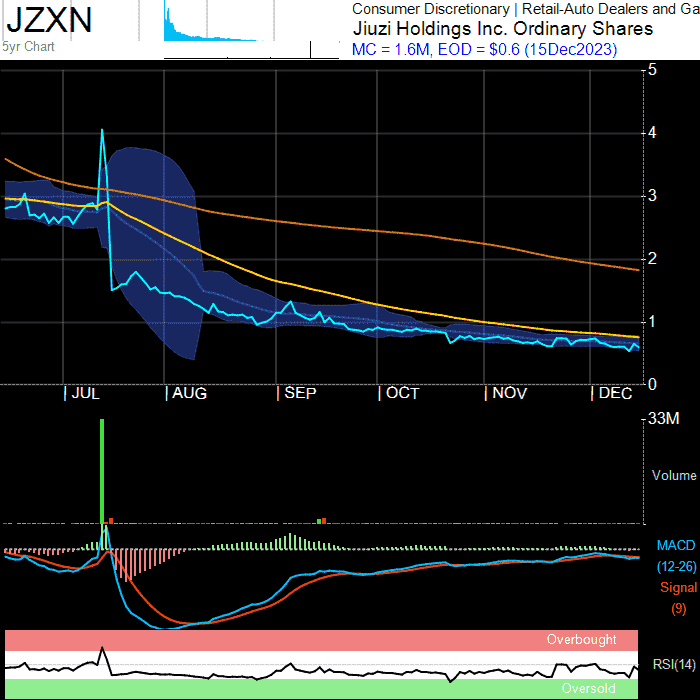 JZXN
Consumer Discretionary | Retail-Auto Dealers and Ga
Jiuzi Holdings Inc. Ordinary Shares
5yr Chart
MC = 1.6M, EOD = $0.6 (15Dec2023)
5
4
3
2
1
0
JUL
AUG
SEP
OCT
NOV
DEC
33M
Volume
MACD
(12-26)
Signal
(9)
Overbought
RSI(14)
Oversold